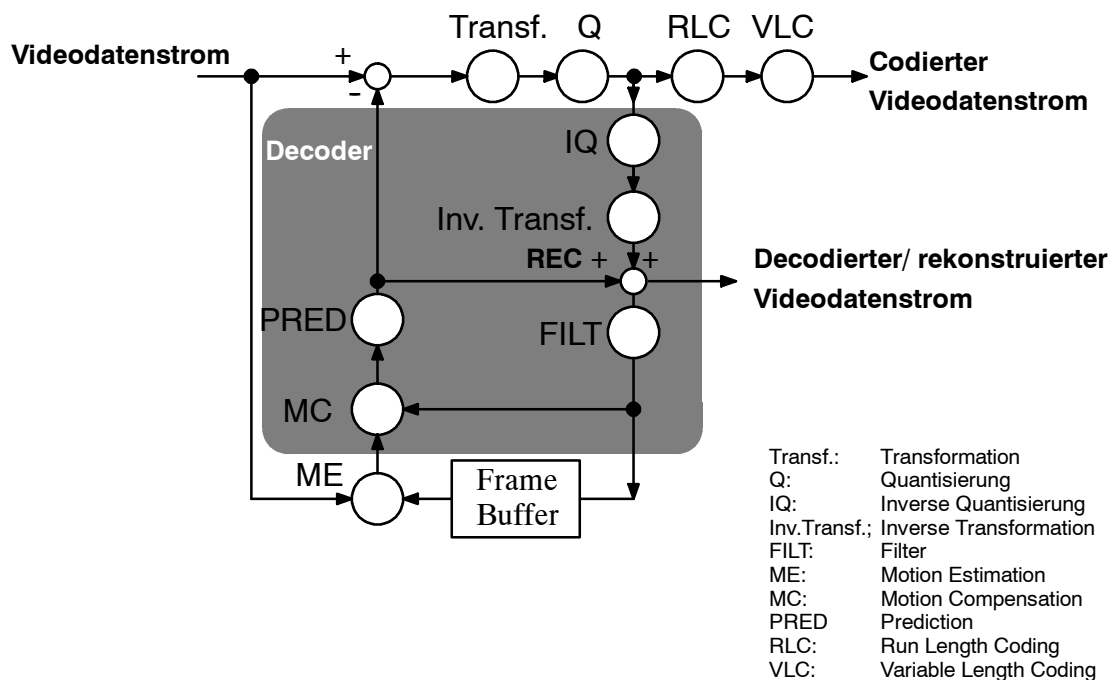 Transf. Q RLC VLC
Videodatenstrom
+
-
Codierter
Videodatenstrom
Decoder
IQ
Inv. Transf.
REC + +
Decodierter/ rekonstruierter
Videodatenstrom
PRED
FILT
MC
ME
Frame
Buffer
Transf.: Transformation
Q: Quantisierung
IQ: Inverse Quantisierung
Inv.Transf.; Inverse Transformation
FILT: Filter
ME: Motion Estimation
MC: Motion Compensation
PRED Prediction
RLC: Run Length Coding
VLC: Variable Length Coding